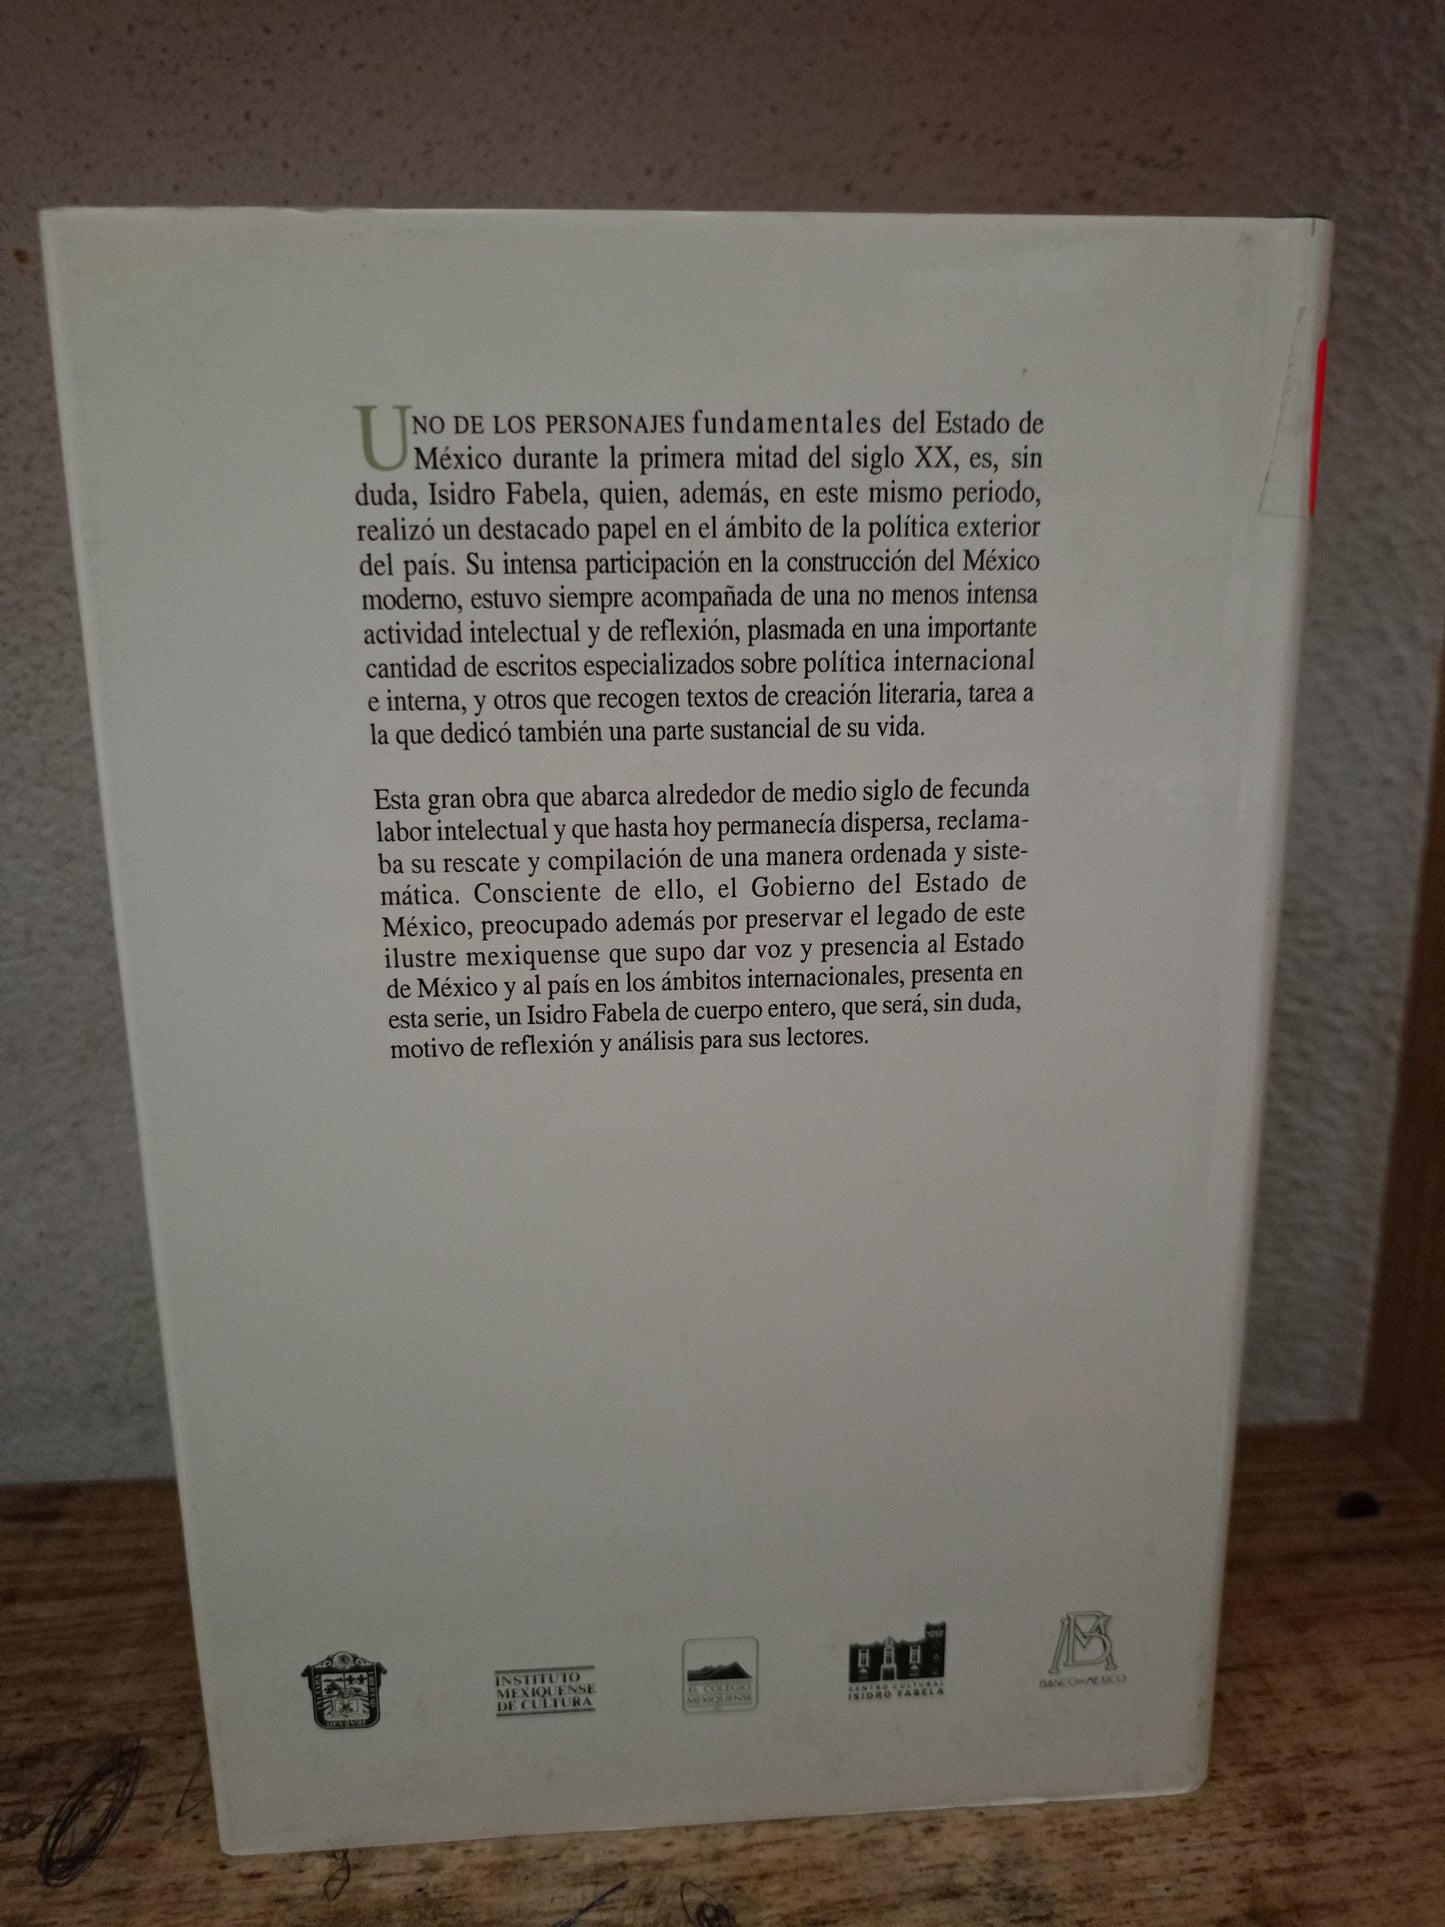 UNO DE LOS PERSONAJES fundamentales del Estado de
México durante la primera mitad del siglo XX, es, sin
duda, Isidro Fabela, quien, además, en este mismo periodo,
realizó un destacado papel en el ámbito de la política exterior
del país. Su intensa participación en la construcción del México
moderno, estuvo siempre acompañada de una no menos intensa
actividad intelectual y de reflexión, plasmada en una importante
cantidad de escritos especializados sobre política internacional
e interna, y otros que recogen textos de creación literaria, tarea a
la que dedicó también una parte sustancial de su vida.
Esta gran obra que abarca alrededor de medio siglo de fecunda
labor intelectual y que hasta hoy permanecía dispersa, reclama-
ba su rescate y compilación de una manera ordenada y siste-
mática. Consciente de ello, el Gobierno del Estado de
México, preocupado además por preservar el legado de este
ilustre mexiquense que supo dar voz y presencia al Estado
de México y al país en los ámbitos internacionales, presenta en
esta serie, un Isidro Fabela de cuerpo entero, que será, sin duda,
motivo de reflexión y análisis para sus lectores.
INSTITUTO
MEXIQUENSE
DE CULTURA
EL COLEGIO
MEXIQUENSE
CENTRO CULTURAL
ISIDRO FABELA
BANCO DE MEXICO